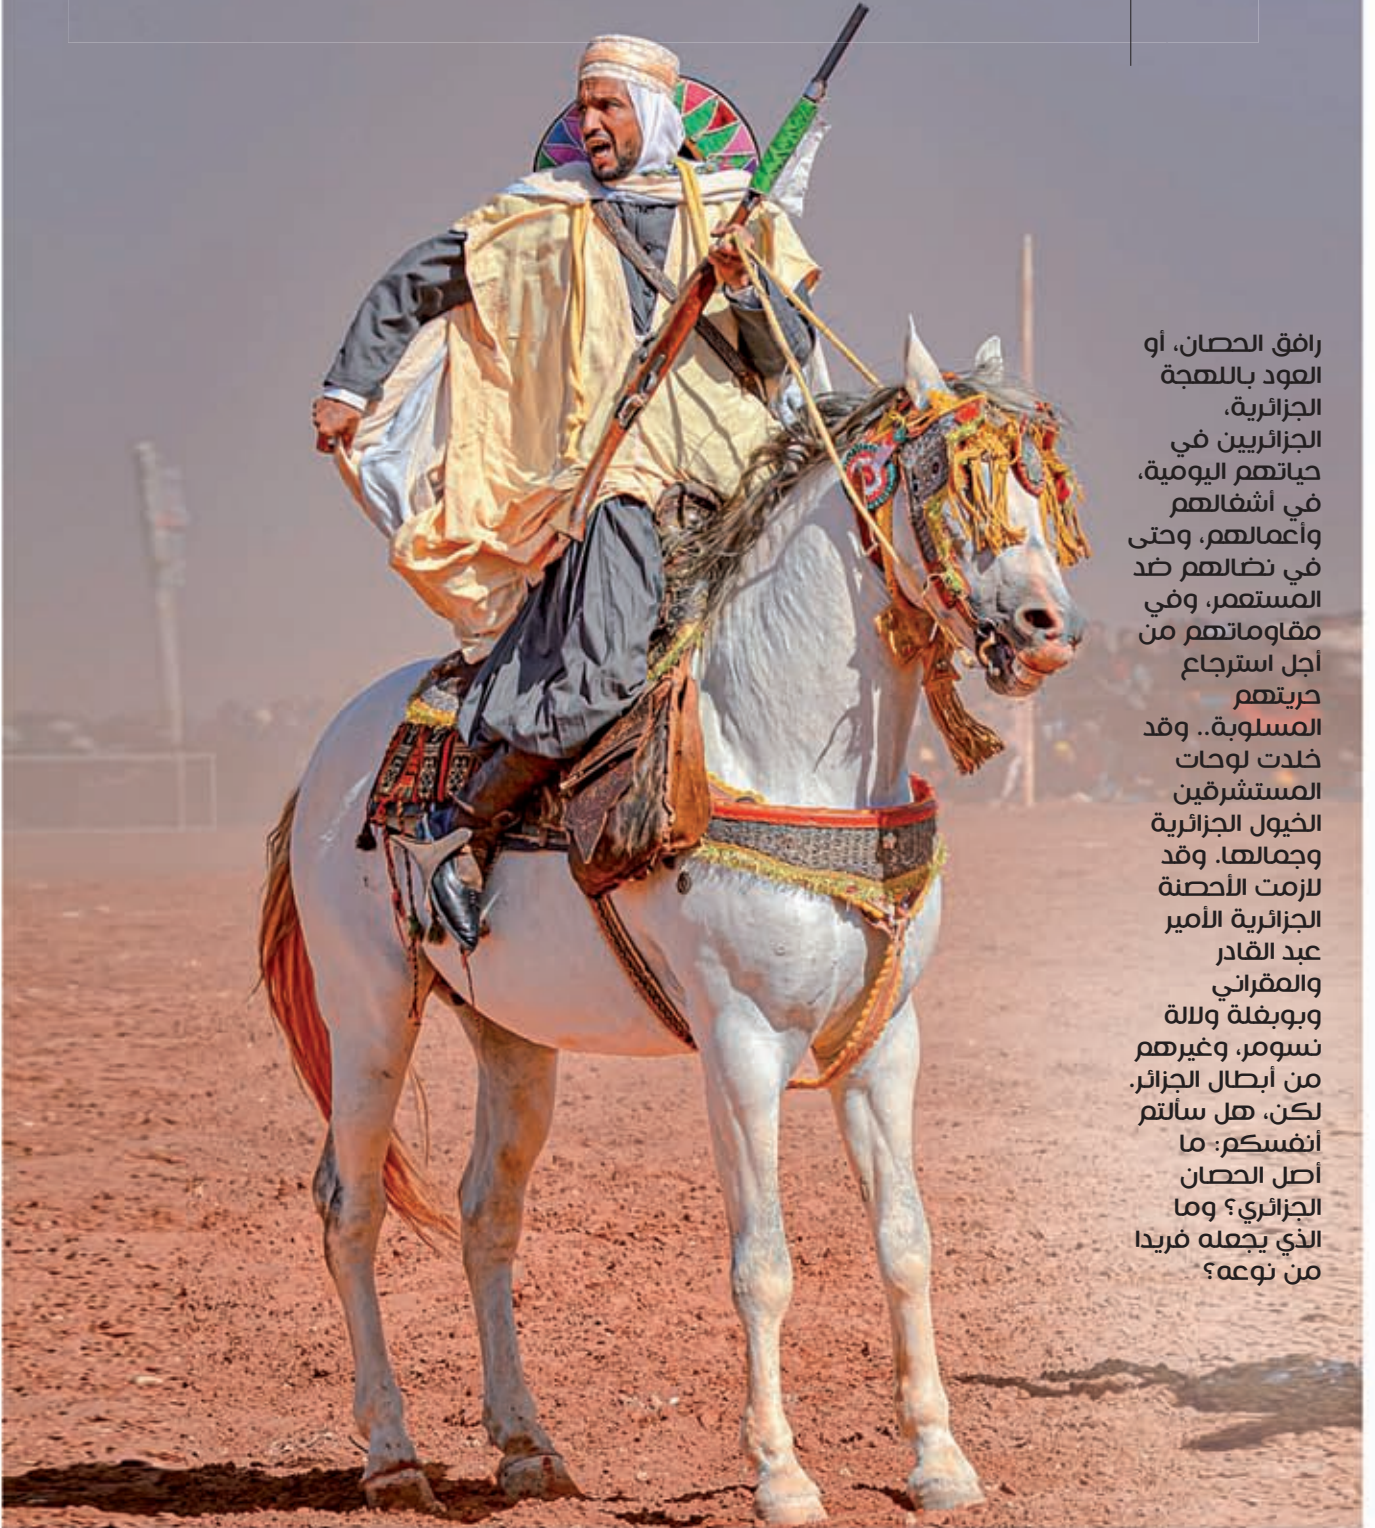 رافق الحصان، أو
العود باللهجة
الجزائرية،
الجزائريين في
حياتهم اليومية،
في أشغالهم
وأعمالهم، وحتى
في نضالهم ضد
المستعمر، وفي
مقاوماتهم من
أجل استرجاع
حريتهم
المسلوبة.. وقد
خلدت لوحات
المستشرقين
الخيول الجزائرية
وجمالها. وقد
لازمت الأحصنة
الجزائرية الأمير
عبد القادر
والمقراني
وبوبغلة ولالة
نسومر، وغيرهم
من أبطال الجزائر.
لكن، هل سألتم
أنفسكم: ما
أصل الحصان
الجزائري؟ وما
الذي يجعله فريدا
من نوعه؟